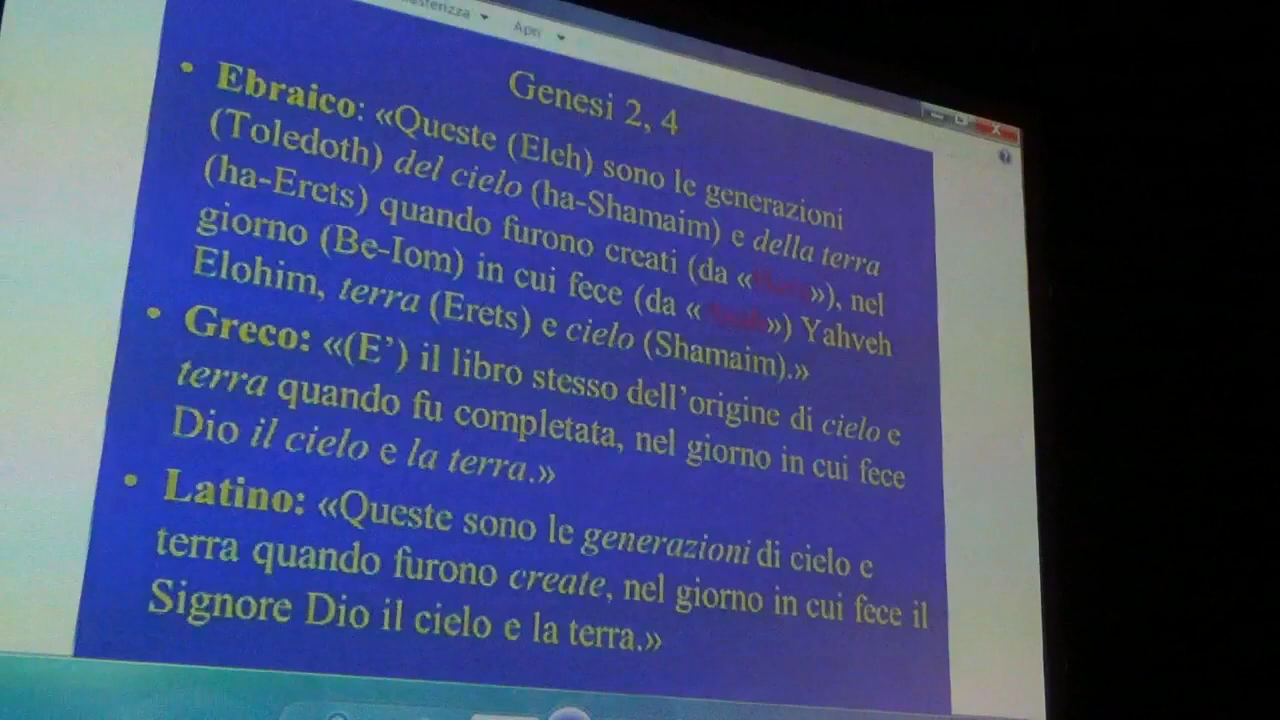 Apri
Genesi 2, 4
• Ebraico: «Queste (Eleh) sono le generazioni
(Toledoth) del cielo (ha-Shamaim) e della terra
(ha-Erets) quando furono creati (da « »), nel
giorno (Be-Iom) in cui fece (da « ») Yahveh
Elohim, terra (Erets) e cielo (Shamaim).»
• Greco: «(E’) il libro stesso dell’origine di cielo e
terra quando fu completata, nel giorno in cui fece
Dio il cielo e la terra.»
• Latino: «Queste sono le generazioni di cielo e
terra quando furono create, nel giorno in cui fece il
Signore Dio il cielo e la terra.»